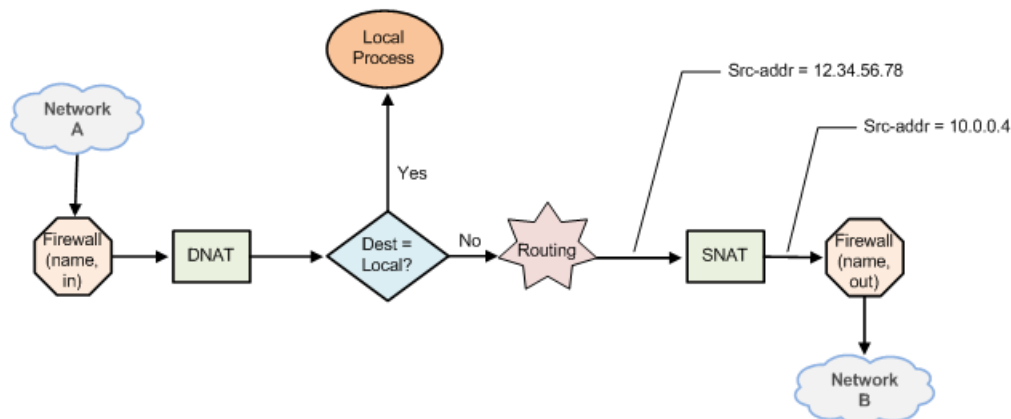 Local
Process
Src-addr = 12.34.56.78
Network
A
Src-addr = 10.0.0.4
Yes
Firewall
(name,
in)
DNAT
Dest =
Local?
No
Routing
SNAT
Firewall
(name,
out)
Network
B